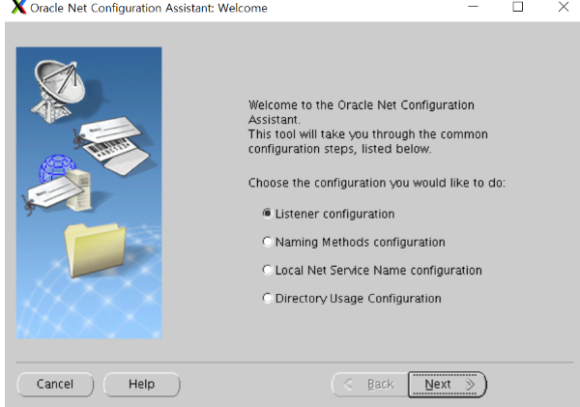 Oracle Net Configuration Assistant: Welcome
Welcome to the Oracle Net Configuration
Assistant.
This tool will take you through the common
configuration steps, listed below.
Choose the configuration you would like to do:
Listener configuration
Naming Methods configuration
Local Net Service Name configuration
Directory Usage Configuration
Cancel Help Back Next